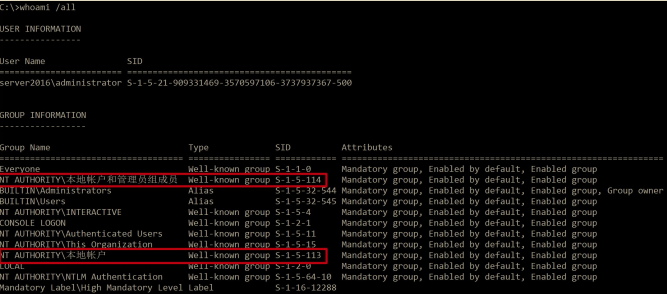 C:\>whoami /all
USER INFORMATION
----------------
User Name SID
======================= ============================================
server2016\administrator S-1-5-21-909331469-3570597106-3737937367-500
GROUP INFORMATION
-----------------
Group Name Type SID Attributes
===================================== ================ ============ ===============================================================
Everyone Well-known group S-1-1-0 Mandatory group, Enabled by default, Enabled group
NT AUTHORITY\本地帐户和管理员组成员 Well-known group S-1-5-114 Mandatory group, Enabled by default, Enabled group
BUILTIN\Administrators Alias S-1-5-32-544 Mandatory group, Enabled by default, Enabled group, Group owner
BUILTIN\Users Alias S-1-5-32-545 Mandatory group, Enabled by default, Enabled group
NT AUTHORITY\INTERACTIVE Well-known group S-1-5-4 Mandatory group, Enabled by default, Enabled group
CONSOLE LOGON Well-known group S-1-2-1 Mandatory group, Enabled by default, Enabled group
NT AUTHORITY\Authenticated Users Well-known group S-1-5-11 Mandatory group, Enabled by default, Enabled group
NT AUTHORITY\This Organization Well-known group S-1-5-15 Mandatory group, Enabled by default, Enabled group
NT AUTHORITY\本地帐户 Well-known group S-1-5-113 Mandatory group, Enabled by default, Enabled group
LOCAL Well-known group S-1-2-0 Mandatory group, Enabled by default, Enabled group
NT AUTHORITY\NTLM Authentication Well-known group S-1-5-64-10 Mandatory group, Enabled by default, Enabled group
Mandatory Label\High Mandatory Level Label S-1-16-12288